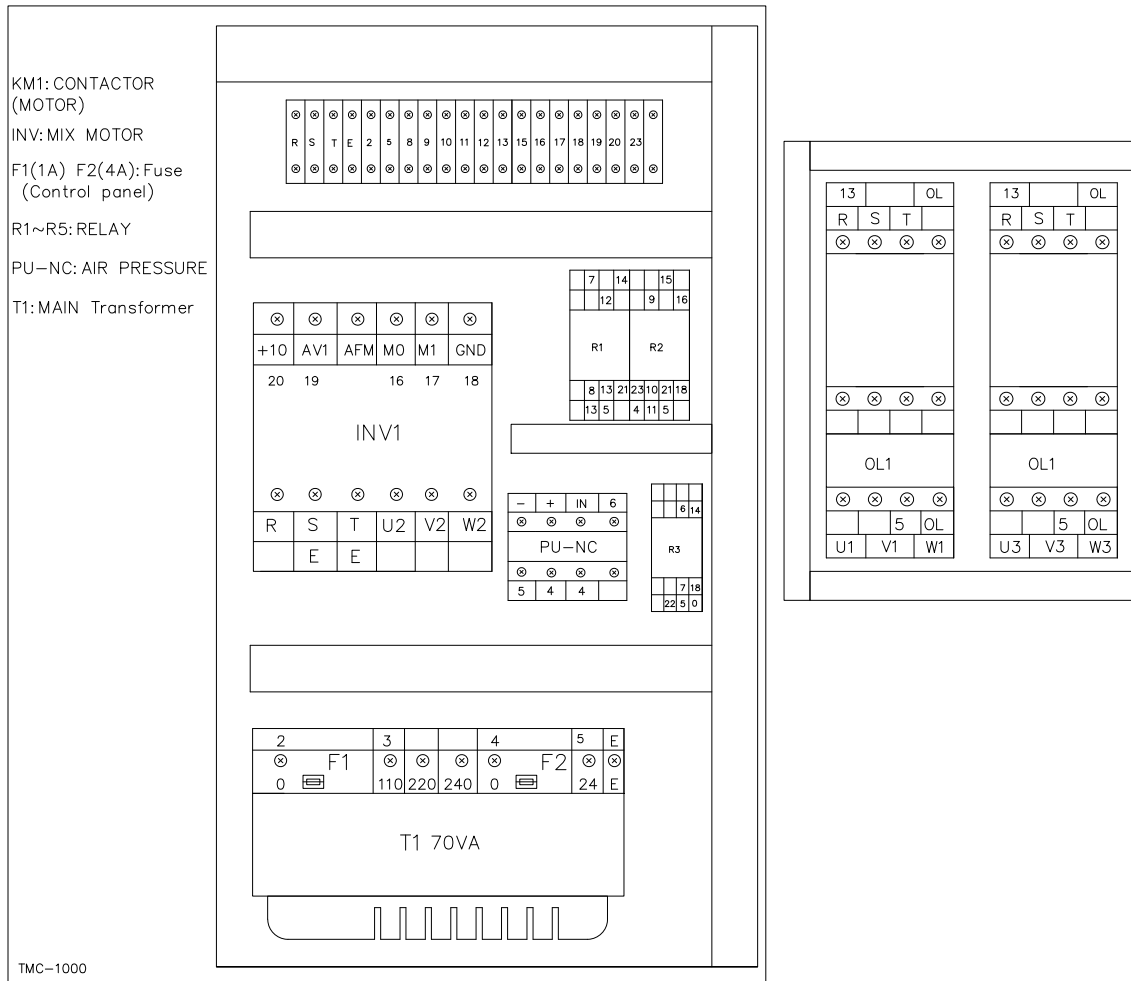 KM1: CONTACTOR
(MOTOR)
INV: MIX MOTOR
F1(1A) F2(4A): Fuse
(Control panel)
R1~R5: RELAY
PU-NC: AIR PRESSURE
T1: MAIN Transformer
R S T E 2 5 8 9 10 11 12 13 15 16 17 18 19 20 23
7 14 15
12 9 16
R1 R2
8 13 21 23 10 21 18
13 5 4 11 5
+10 AV1 AFM M0 M1 GND
20 19 16 17 18
INV1
R S T U2 V2 W2
E E
- + IN 6
PU-NC
5 4 4
6 14
R3
7 18
22 5 0
2 3 4 5 E
F1 F2
0 110 220 240 0 24 E
T1 70VA
TMC-1000
13 OL
R S T
OL1
5 OL
U1 V1 W1
13 OL
R S T
OL1
5 OL
U3 V3 W3